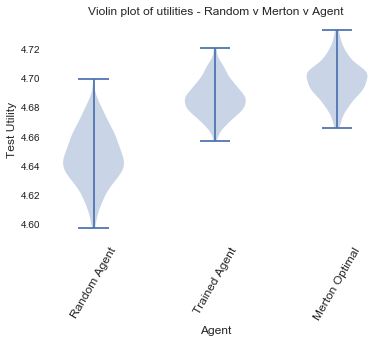 Violin plot of utilities - Random v Merton v Agent
4.72
4.70
4.68
4.66
4.64
4.62
4.60
Test Utility
Random Agent
Trained Agent
Merton Optimal
Agent